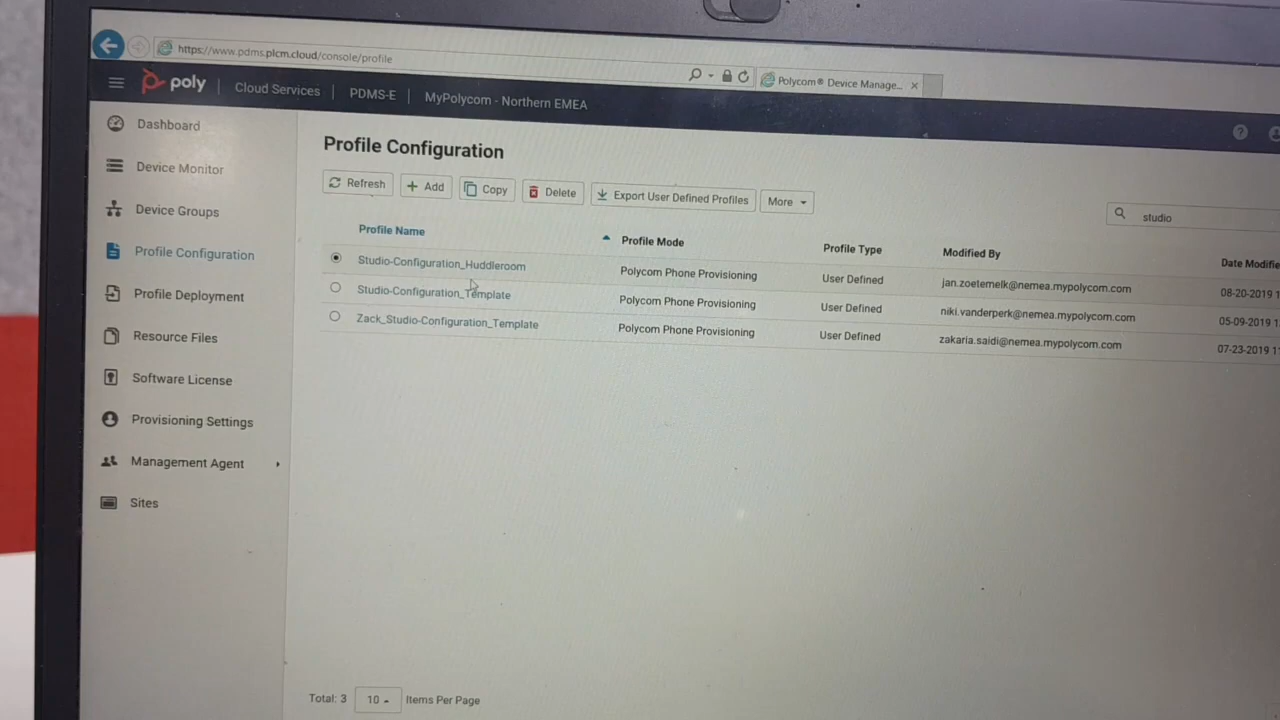 https://www.pdms.plcm.cloud/console/profile
Polycom® Device Manage...
poly | Cloud Services | PDMS-E | MyPolycom - Northern EMEA
Dashboard
Device Monitor
Device Groups
Profile Configuration
Profile Deployment
Resource Files
Software License
Provisioning Settings
Management Agent
Sites
Profile Configuration
Refresh Add Copy Delete Export User Defined Profiles More
studio
Profile Name Profile Mode Profile Type Modified By Date Modifie
Studio-Configuration_Huddleroom Polycom Phone Provisioning User Defined jan.zoetemelk@nemea.mypolycom.com 08-20-2019 1
Studio-Configuration_Template Polycom Phone Provisioning User Defined niki.vanderperk@nemea.mypolycom.com 05-09-2019 1
Zack_Studio-Configuration_Template Polycom Phone Provisioning User Defined zakaria.saidi@nemea.mypolycom.com 07-23-2019 1
Total: 3 10 Items Per Page